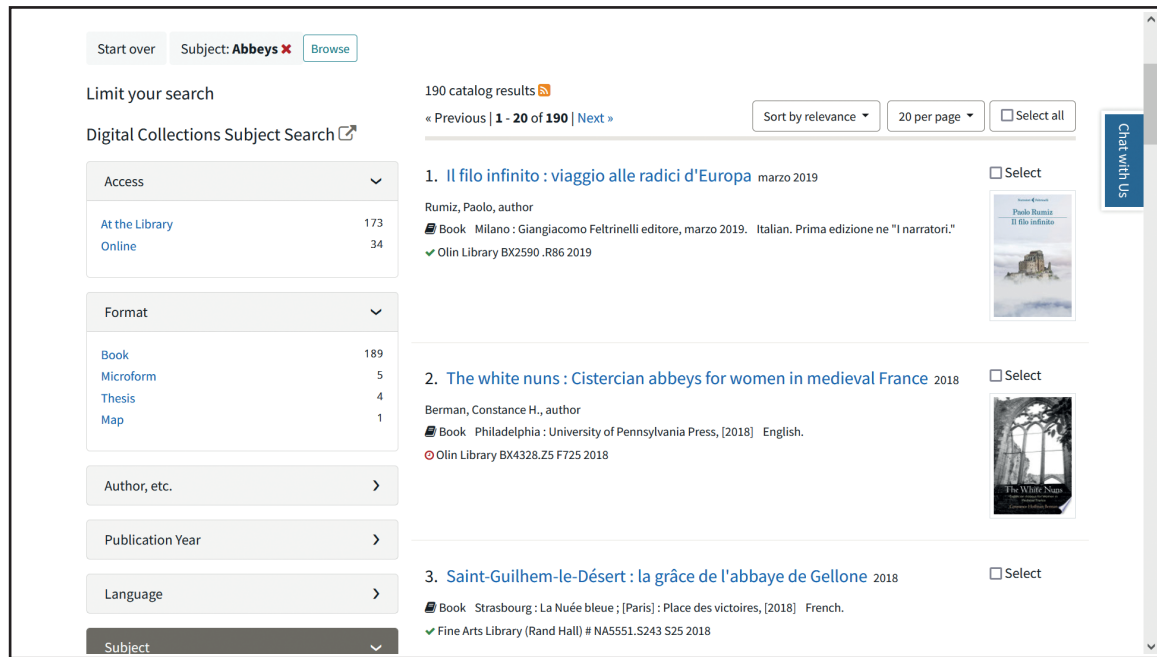 Start over
Subject: Abbeys ✖
Browse
Limit your search
Digital Collections Subject Search
Access
At the Library 173
Online 34
Format
Book 189
Microform 5
Thesis 4
Map 1
Author, etc.
Publication Year
Language
Subject
190 catalog results
« Previous | 1 - 20 of 190 | Next »
Sort by relevance
20 per page
Select all
1. Il filo infinito : viaggio alle radici d'Europa marzo 2019
Select
Rumiz, Paolo, author
Book Milano : Giangiacomo Feltrinelli editore, marzo 2019. Italian. Prima edizione ne "I narratori."
✔ Olin Library BX2590 .R86 2019
Paolo Rumiz
Il filo infinito
2. The white nuns : Cistercian abbeys for women in medieval France 2018
Select
Berman, Constance H., author
Book Philadelphia : University of Pennsylvania Press, [2018] English.
Olin Library BX4328.Z5 F725 2018
The White Nuns
3. Saint-Guilhem-le-Désert : la grâce de l'abbaye de Gellone 2018
Select
Book Strasbourg : La Nuée bleue ; [Paris] : Place des victoires, [2018] French.
✔ Fine Arts Library (Rand Hall) # NA5551.S243 S25 2018
Chat with Us